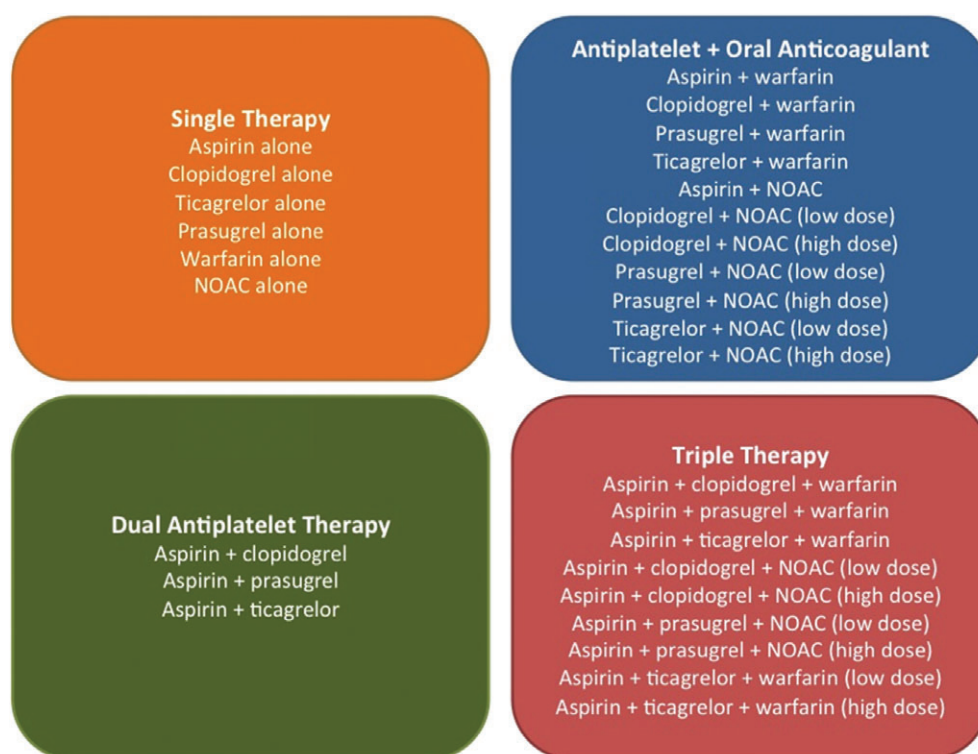 Single Therapy
Aspirin alone
Clopidogrel alone
Ticagrelor alone
Prasugrel alone
Warfarin alone
NOAC alone
Antiplatelet + Oral Anticoagulant
Aspirin + warfarin
Clopidogrel + warfarin
Prasugrel + warfarin
Ticagrelor + warfarin
Aspirin + NOAC
Clopidogrel + NOAC (low dose)
Clopidogrel + NOAC (high dose)
Prasugrel + NOAC (low dose)
Prasugrel + NOAC (high dose)
Ticagrelor + NOAC (low dose)
Ticagrelor + NOAC (high dose)
Dual Antiplatelet Therapy
Aspirin + clopidogrel
Aspirin + prasugrel
Aspirin + ticagrelor
Triple Therapy
Aspirin + clopidogrel + warfarin
Aspirin + prasugrel + warfarin
Aspirin + ticagrelor + warfarin
Aspirin + clopidogrel + NOAC (low dose)
Aspirin + clopidogrel + NOAC (high dose)
Aspirin + prasugrel + NOAC (low dose)
Aspirin + prasugrel + NOAC (high dose)
Aspirin + ticagrelor + warfarin (low dose)
Aspirin + ticagrelor + warfarin (high dose)